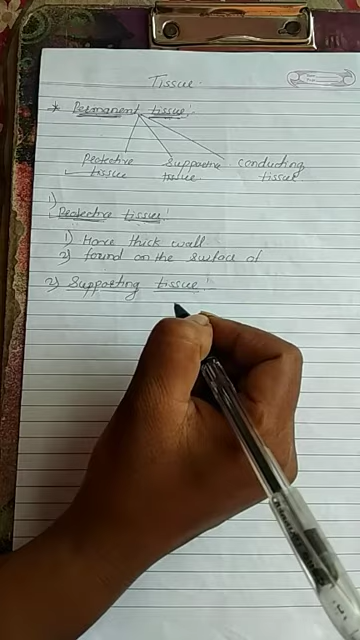 Tissue.
* Permanent tissue:
Protective Supportive conducting
tissue tissue. tissue
1)
Protective tissue:
1) Have thick wall
2) found on the surface of
2) Supporting tissue: